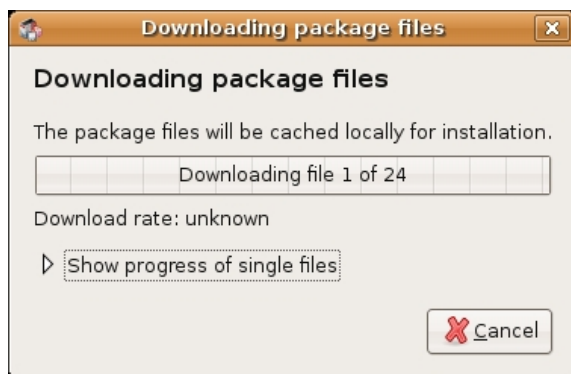 Downloading package files
Downloading package files
The package files will be cached locally for installation.
Downloading file 1 of 24
Download rate: unknown
Show progress of single files
Cancel